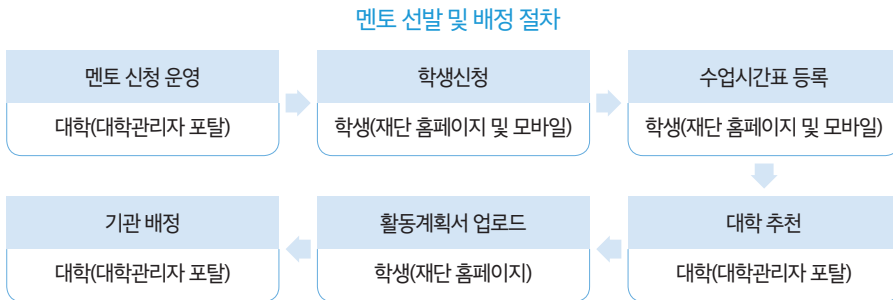 멘토 선발 및 배정 절차
멘토 신청 운영
대학(대학관리자 포탈)
학생신청
학생(재단 홈페이지 및 모바일)
수업시간표 등록
학생(재단 홈페이지 및 모바일)
대학 추천
대학(대학관리자 포탈)
활동계획서 업로드
학생(재단 홈페이지)
기관 배정
대학(대학관리자 포탈)